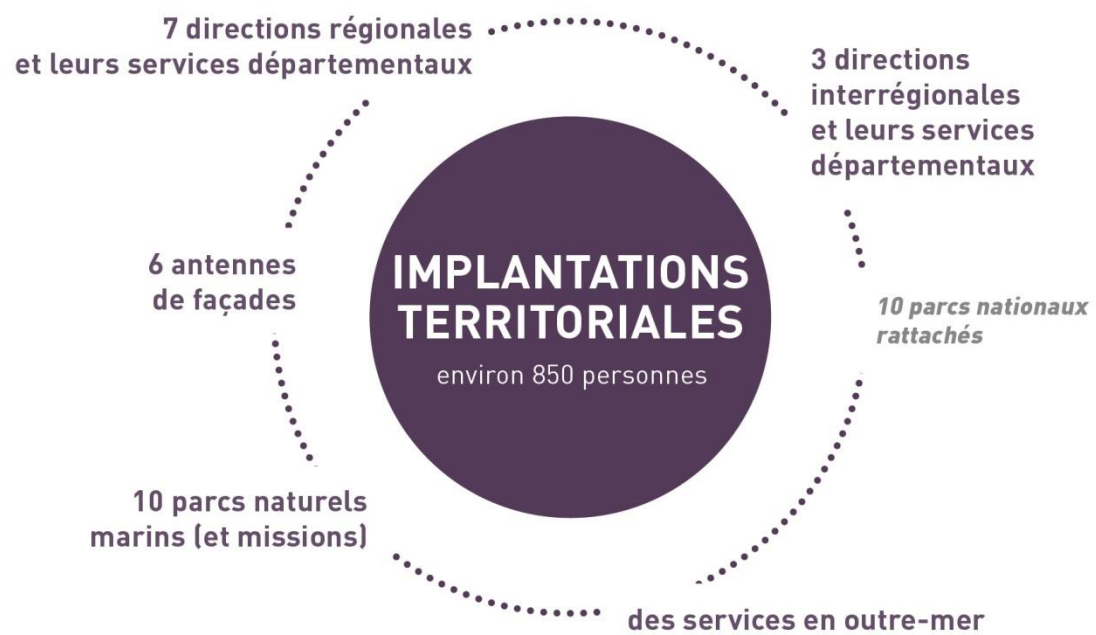 7 directions régionales
et leurs services départementaux
3 directions
interrégionales
et leurs services
départementaux
6 antennes
de façades
IMPLANTATIONS
TERRITORIALES
environ 850 personnes
10 parcs nationaux
rattachés
10 parcs naturels
marins (et missions)
des services en outre-mer